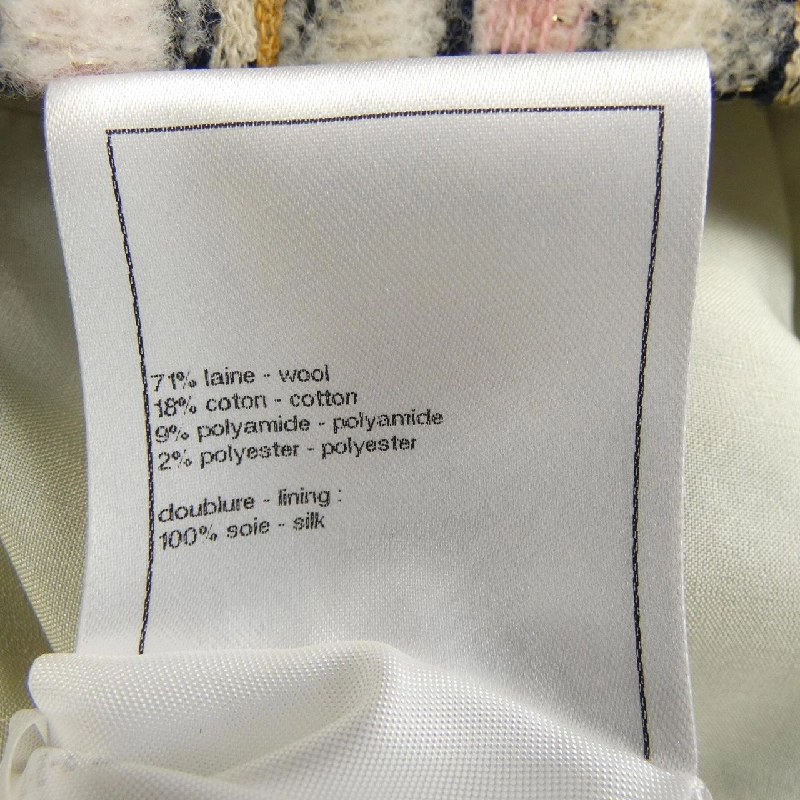 71% laine - wool
18% coton - cotton
9% polyamide - polyamide
2% polyester - polyester
doublure - lining :
100% soie - silk